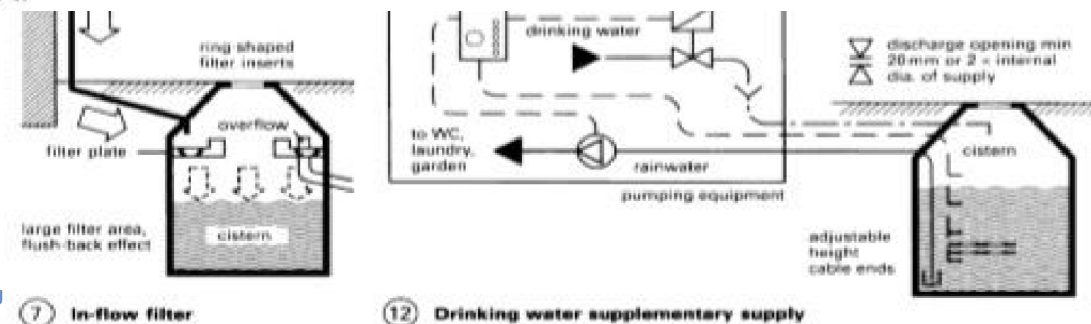 ring shaped
filter inserts
overflow
filter plate
large filter area,
flush-back effect
cistern
7 In-flow filter
drinking water
discharge opening min
20mm or 2 × internal
dia. of supply
to WC,
laundry,
garden
rainwater
cistern
pumping equipment
adjustable
height
cable ends
12 Drinking water supplementary supply